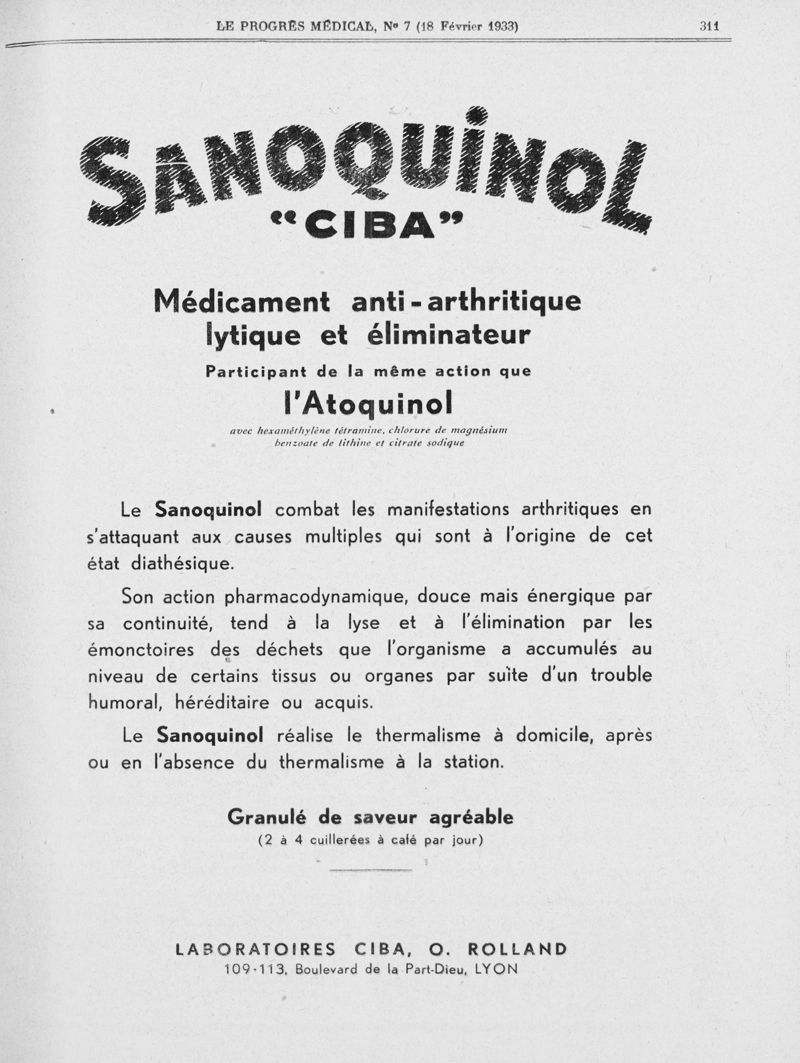 LE PROGRÈS MÉDICAL, Nº 7 (18 Février 1933) 311
SANOQUINOL
“CIBA”
Médicament anti-arthritique
lytique et éliminateur
Participant de la même action que
l'Atoquinol
avec hexaméthylène tétramine, chlorure de magnésium
benzoate de lithine et citrate sodique
Le Sanoquinol combat les manifestations arthritiques en
s'attaquant aux causes multiples qui sont à l'origine de cet
état diathésique.
Son action pharmacodynamique, douce mais énergique par
sa continuité, tend à la lyse et à l'élimination par les
émonctoires des déchets que l'organisme a accumulés au
niveau de certains tissus ou organes par suite d'un trouble
humoral, héréditaire ou acquis.
Le Sanoquinol réalise le thermalisme à domicile, après
ou en l'absence du thermalisme à la station.
Granulé de saveur agréable
(2 à 4 cuillerées à café par jour)
LABORATOIRES CIBA, O. ROLLAND
109-113, Boulevard de la Part-Dieu, LYON